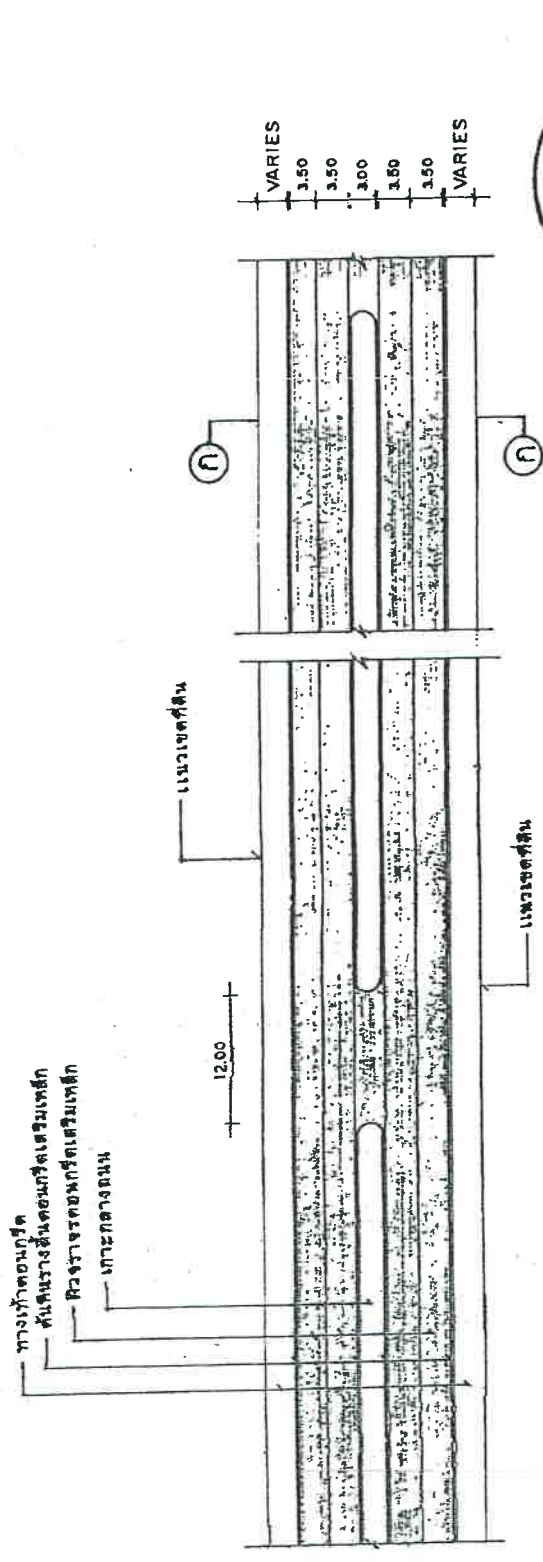 ทางเท้าคอนกรีต
คันหินรางตื้นคอนกรีตเสริมเหล็ก
ผิวจราจรคอนกรีตเสริมเหล็ก
เกาะกลางถนน
12.00
แนวเขตที่ดิน
แนวเขตที่ดิน
ก
ก
VARIES
3.50
3.50
3.00
3.50
3.50
VARIES